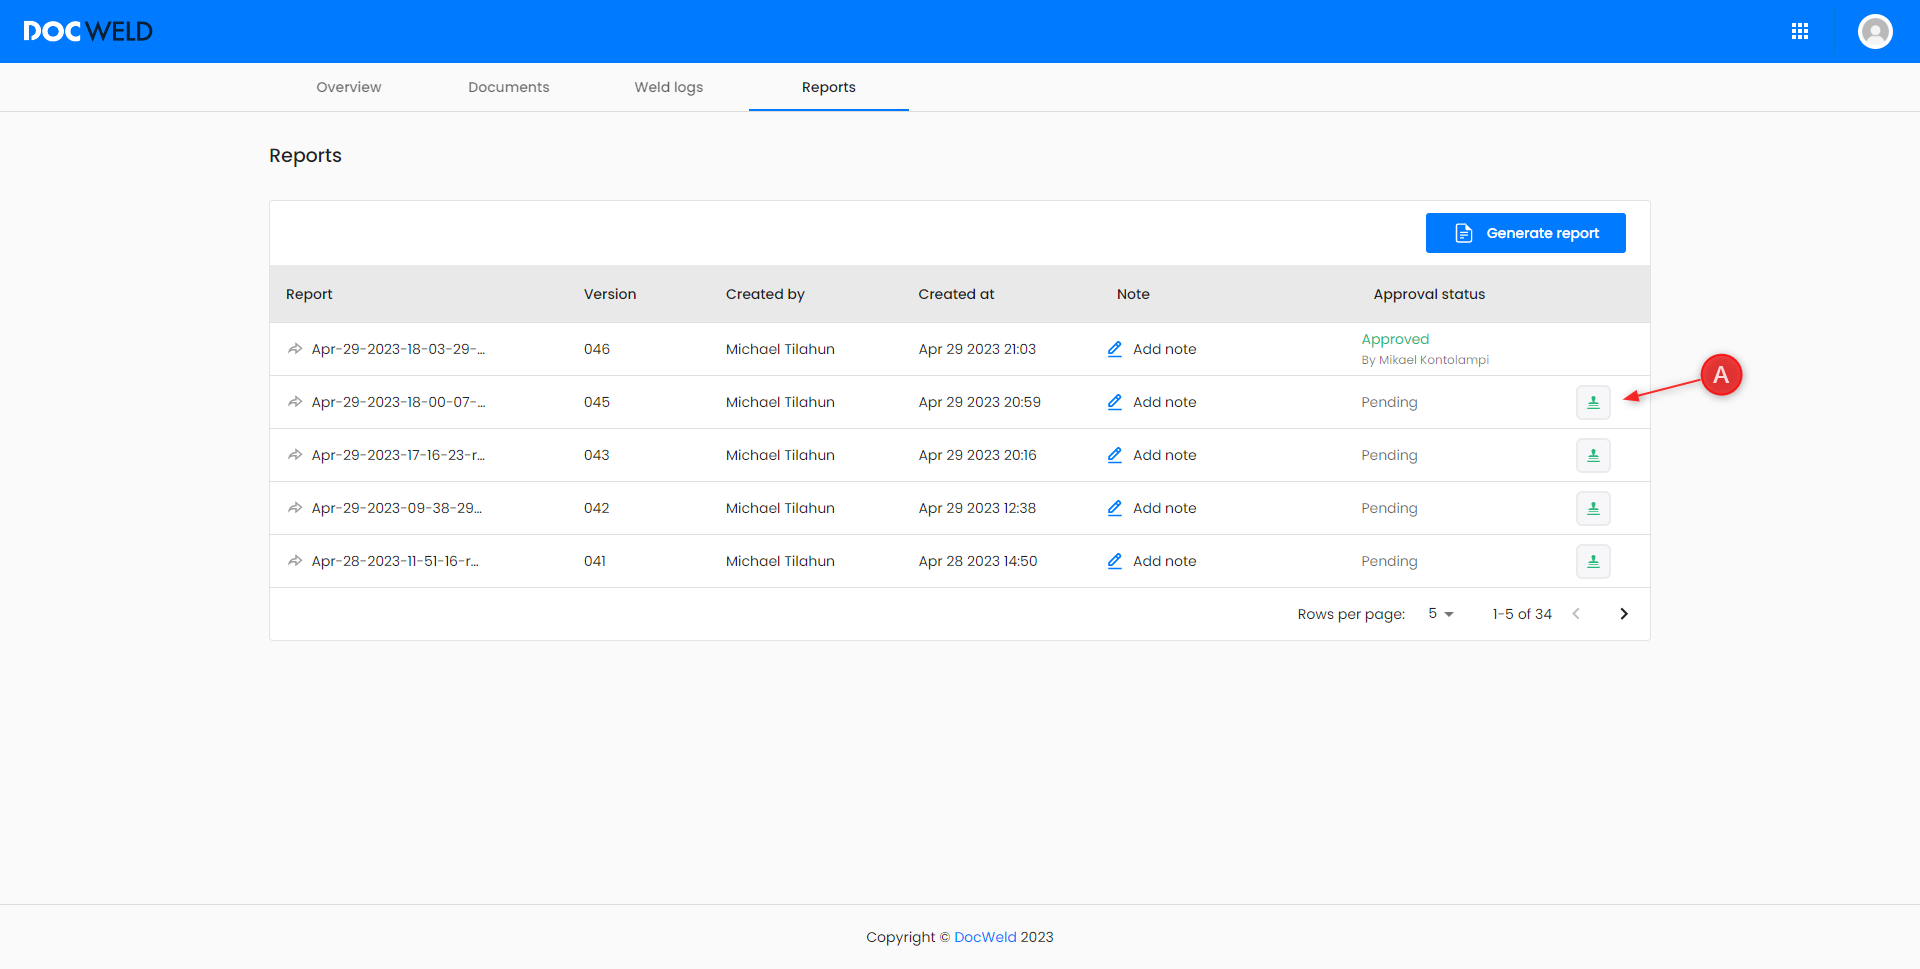 DOCWELD
Overview Documents Weld logs Reports
Reports
Generate report
Report Version Created by Created at Note Approval status
Apr-29-2023-18-03-29-... 046 Michael Tilahun Apr 29 2023 21:03 Add note Approved
By Mikael Kontolampi
A
Apr-29-2023-18-00-07-... 045 Michael Tilahun Apr 29 2023 20:59 Add note Pending
Apr-29-2023-17-16-23-r... 043 Michael Tilahun Apr 29 2023 20:16 Add note Pending
Apr-29-2023-09-38-29... 042 Michael Tilahun Apr 29 2023 12:38 Add note Pending
Apr-28-2023-11-51-16-r... 041 Michael Tilahun Apr 28 2023 14:50 Add note Pending
Rows per page: 5 1-5 of 34
Copyright © DocWeld 2023